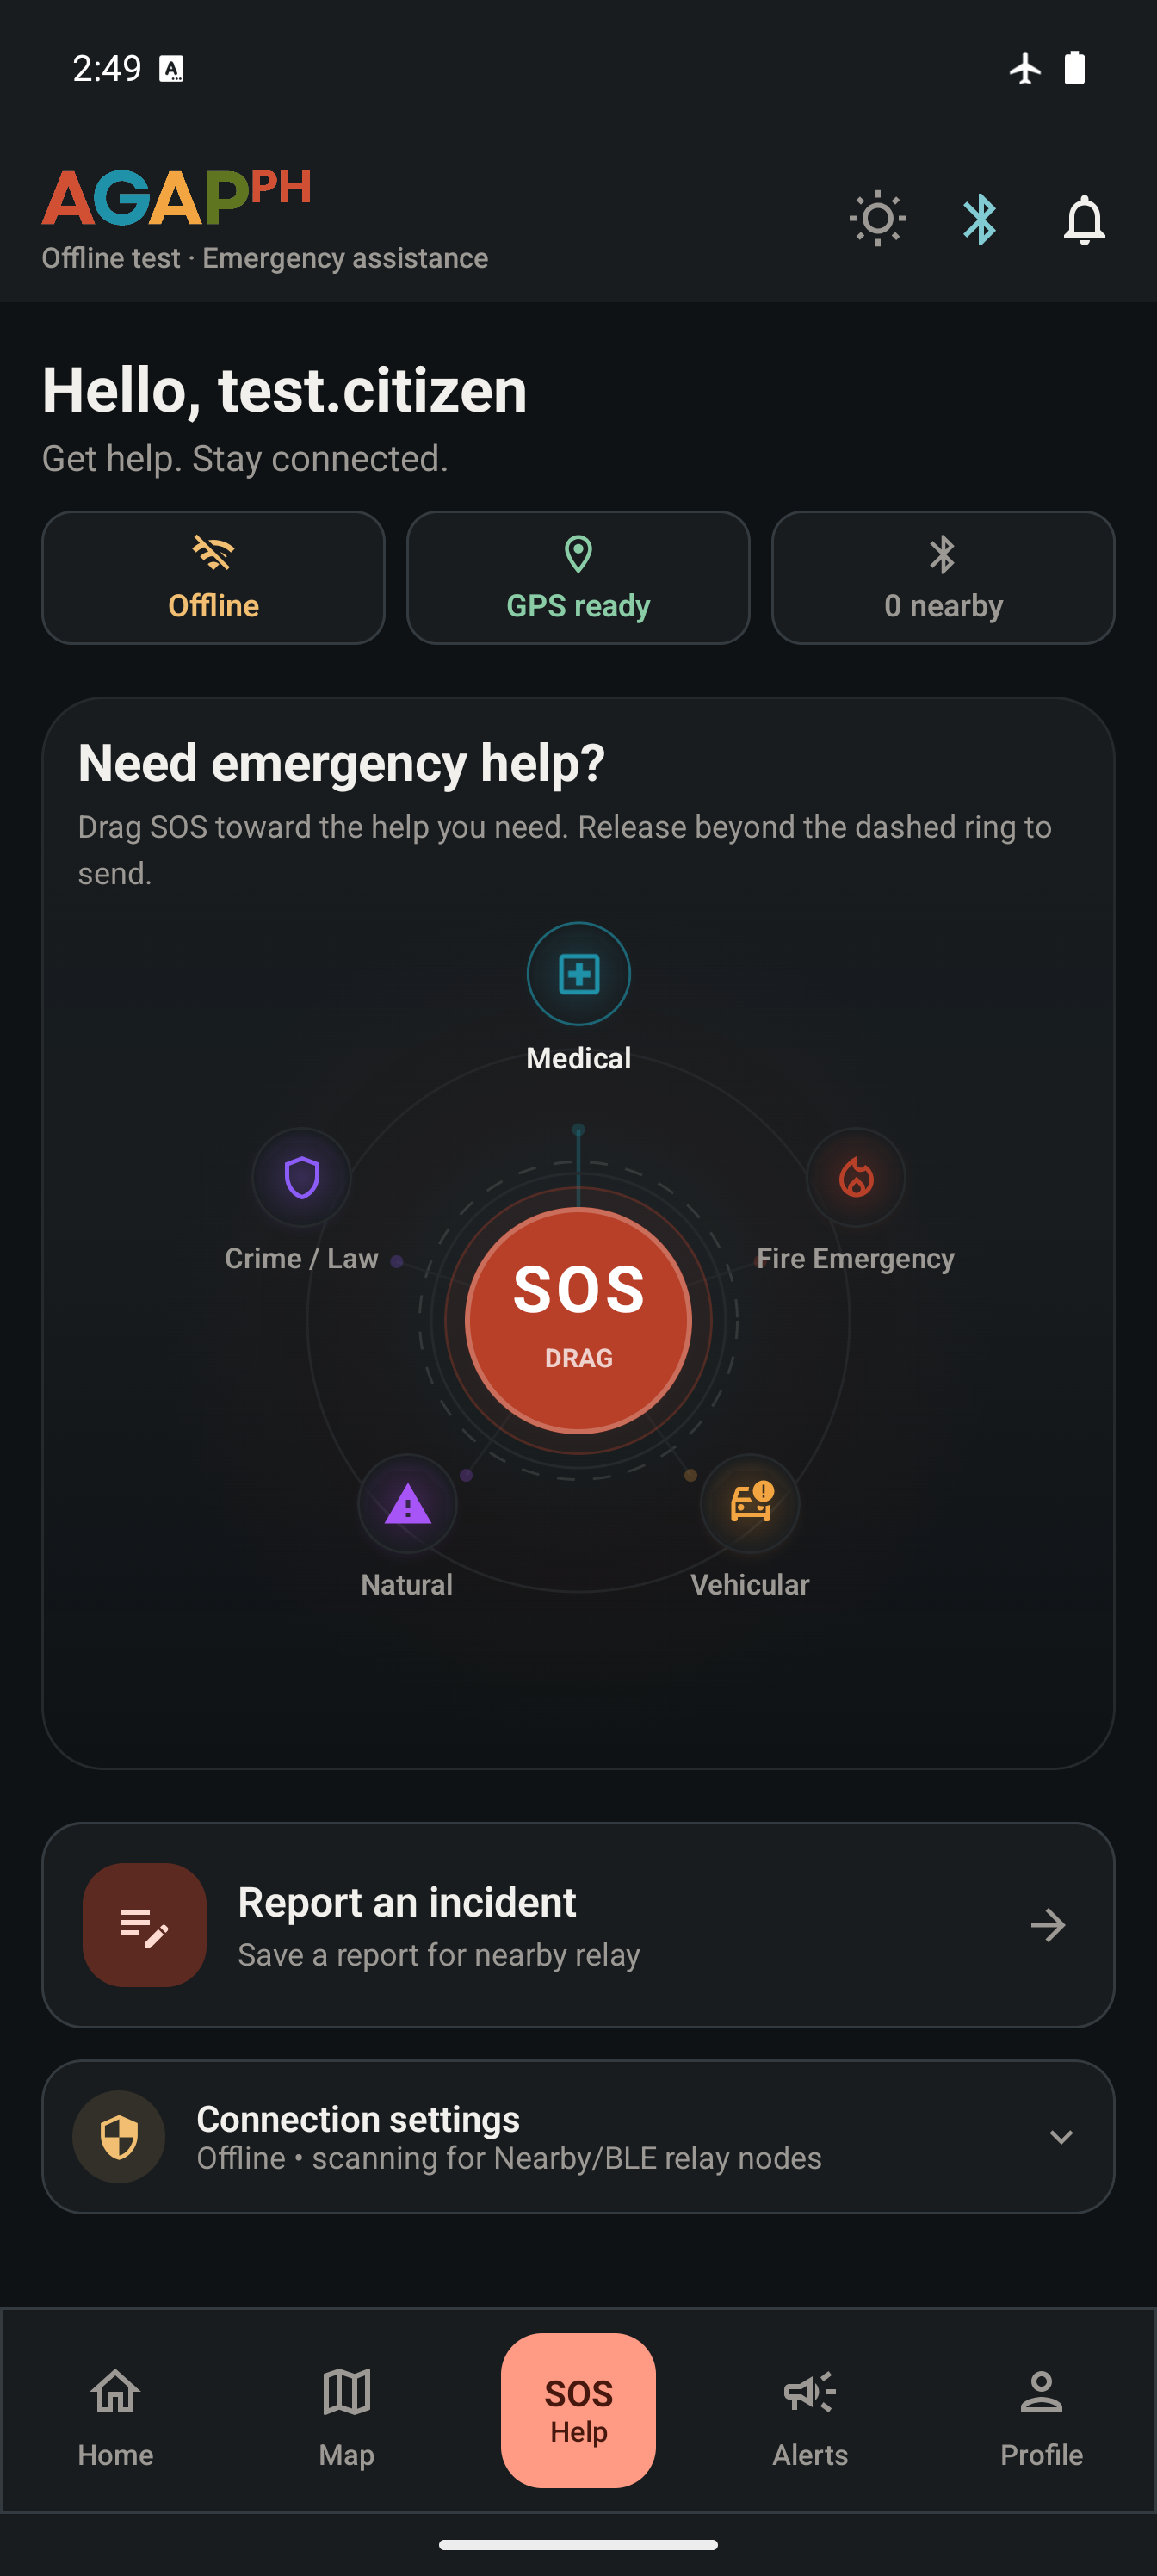 2:49
AGAPPH
Offline test · Emergency assistance
Hello, test.citizen
Get help. Stay connected.
Offline
GPS ready
0 nearby
Need emergency help?
Drag SOS toward the help you need. Release beyond the dashed ring to
send.
Medical
Crime / Law
Fire Emergency
SOS
DRAG
Natural
Vehicular
Report an incident
Save a report for nearby relay
Connection settings
Offline • scanning for Nearby/BLE relay nodes
Home
Map
SOS
Help
Alerts
Profile